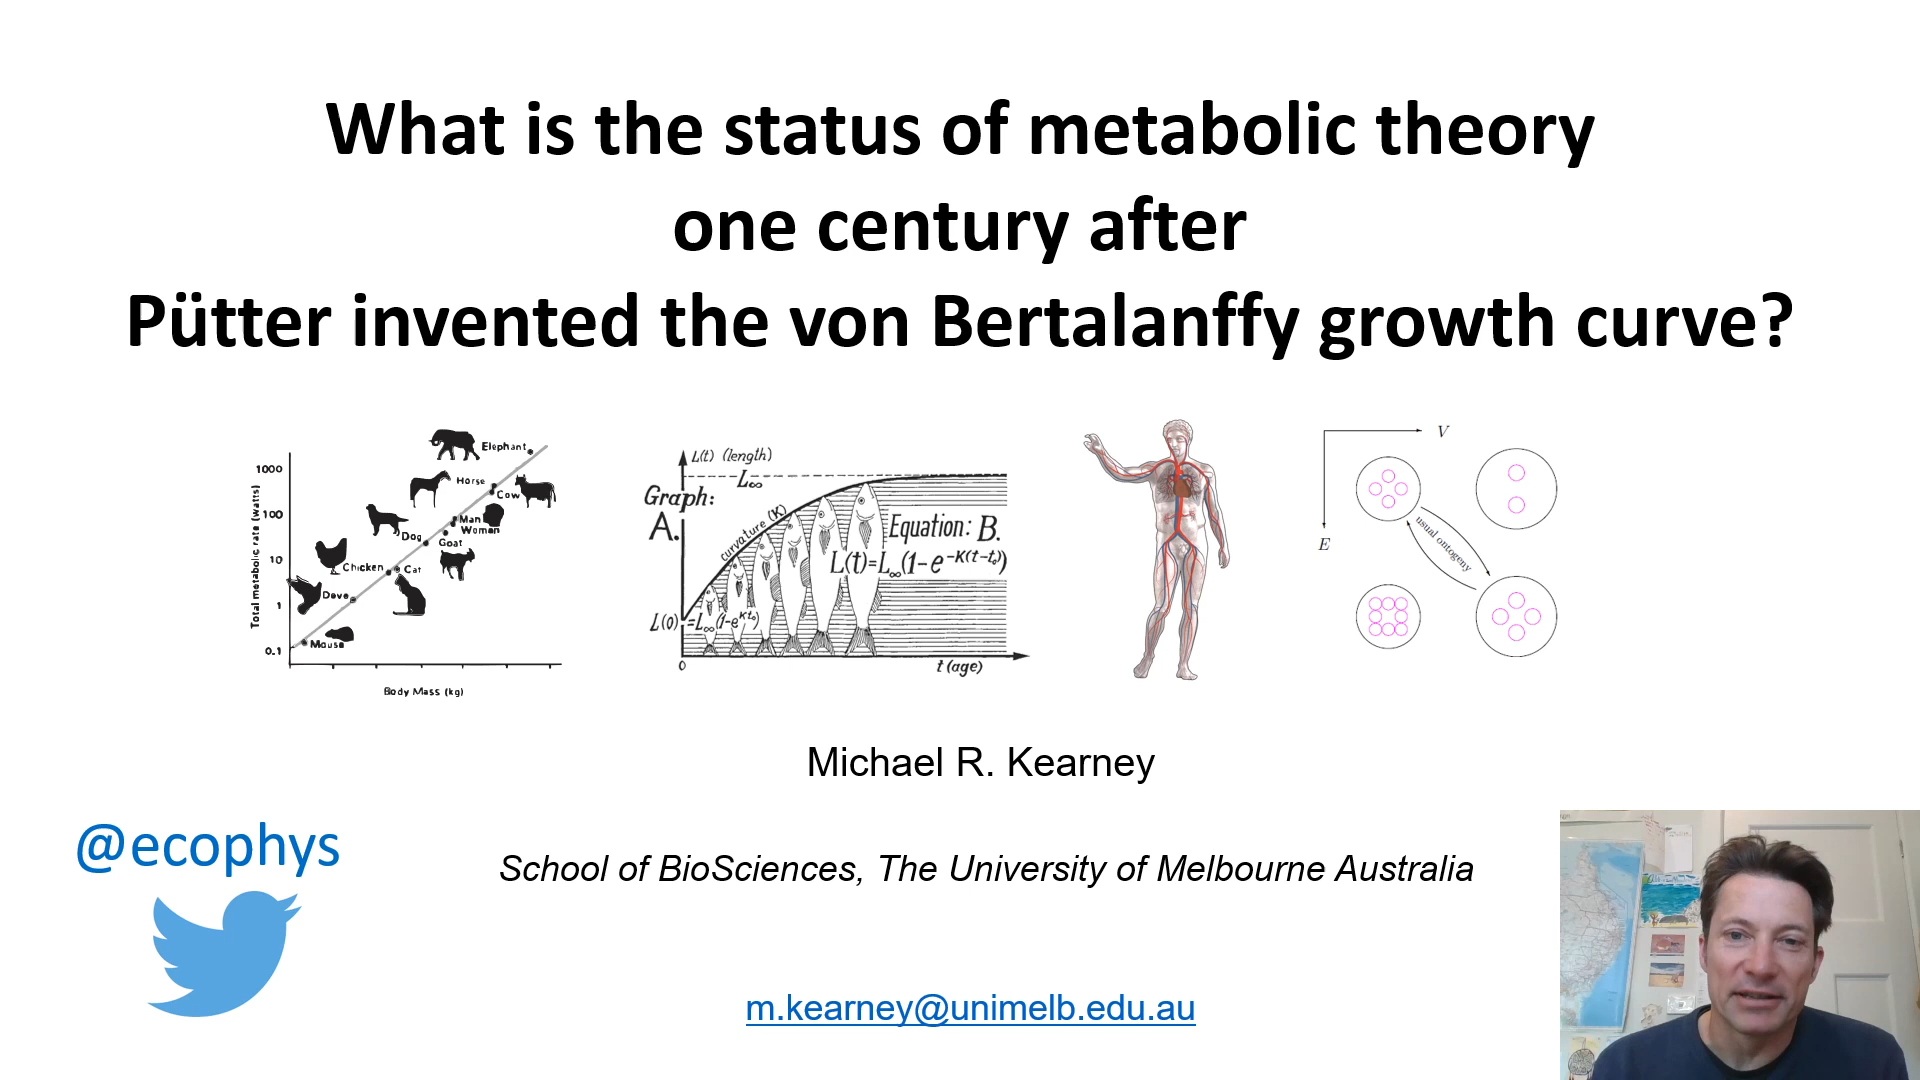 What is the status of metabolic theory
one century after
Pütter invented the von Bertalanffy growth curve?
Total metabolic rate (watts)
1000
100
10
1
0.1
Elephant
Horse
Cow
Man
Woman
Dog
Goat
Chicken
Cat
Dove
Mouse
Body Mass (kg)
L(t) (length)
L∞
Graph:
A.
curvature (K)
Equation: B.
L(t)=L∞(1-e^-K(t-t₀))
L(0)=L∞(1-e^Kt₀)
0
t (age)
V
E
usual ontogeny
Michael R. Kearney
@ecophys
School of BioSciences, The University of Melbourne Australia
m.kearney@unimelb.edu.au